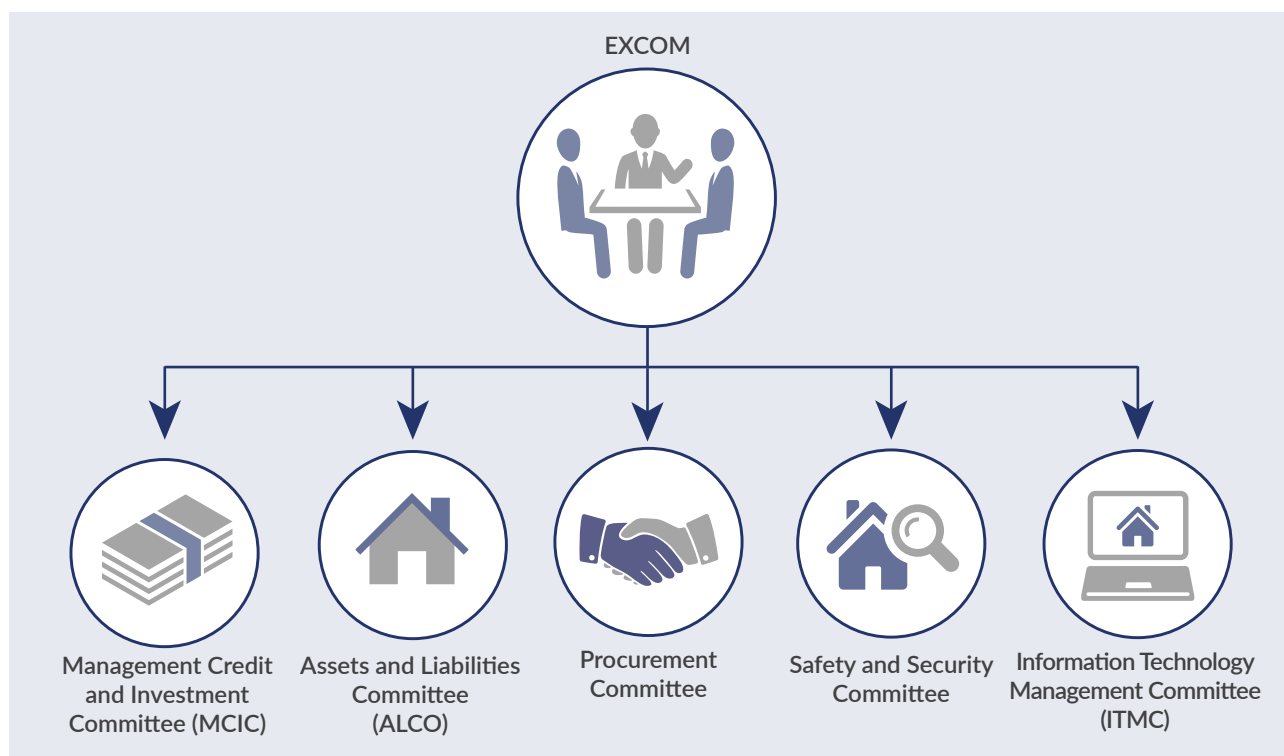 EXCOM
Management Credit
and Investment
Committee (MCIC)
Assets and Liabilities
Committee
(ALCO)
Procurement
Committee
Safety and Security
Committee
Information Technology
Management Committee
(ITMC)